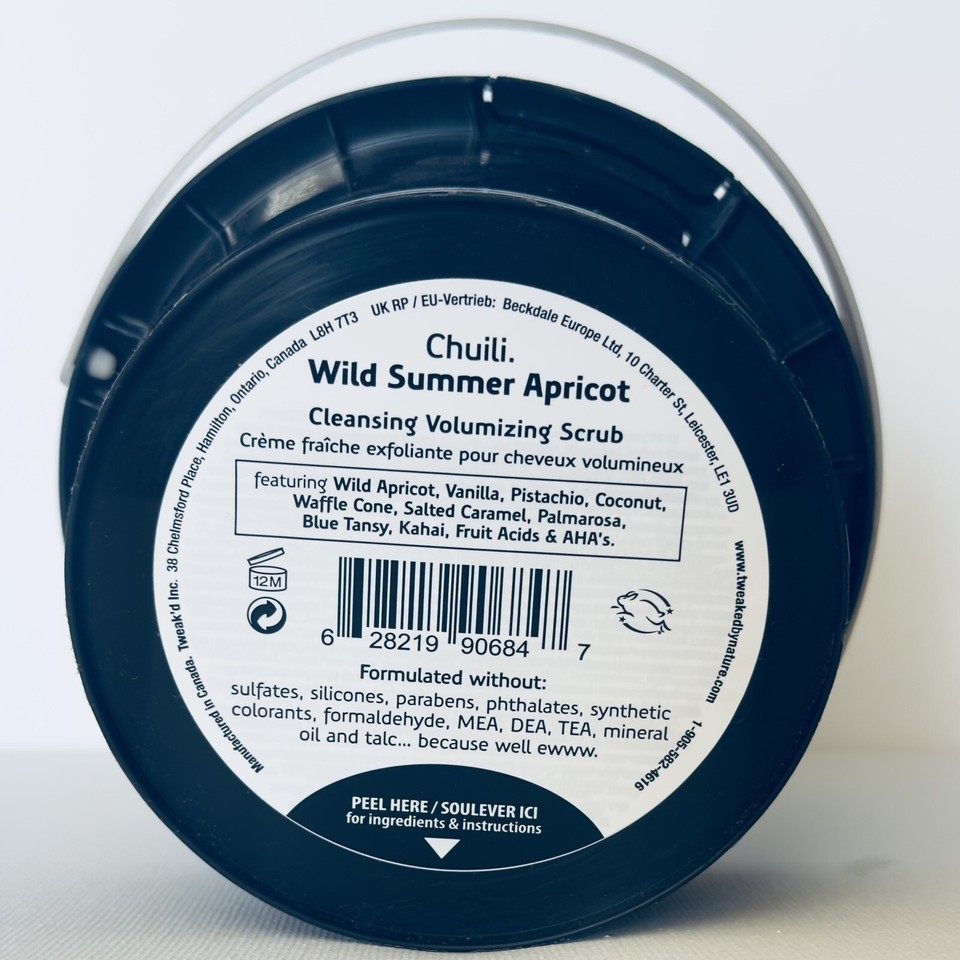 Manufactured in Canada. Tweak'd Inc. 38 Chelmsford Place, Hamilton, Ontario, Canada L8H 7T3 UK RP / EU-Vertrieb: Beckdale Europe Ltd, 10 Charter St, Leicester, LE1 3UD
Chuili.
Wild Summer Apricot
Cleansing Volumizing Scrub
Crème fraîche exfoliante pour cheveux volumineux
featuring Wild Apricot, Vanilla, Pistachio, Coconut,
Waffle Cone, Salted Caramel, Palmarosa,
Blue Tansy, Kahai, Fruit Acids & AHA's.
12M
6 28219 90684 7
Formulated without:
sulfates, silicones, parabens, phthalates, synthetic
colorants, formaldehyde, MEA, DEA, TEA, mineral
oil and talc... because well ewww.
www.tweakedbynature.com 1-905-582-4616
PEEL HERE / SOULEVER ICI
for ingredients & instructions